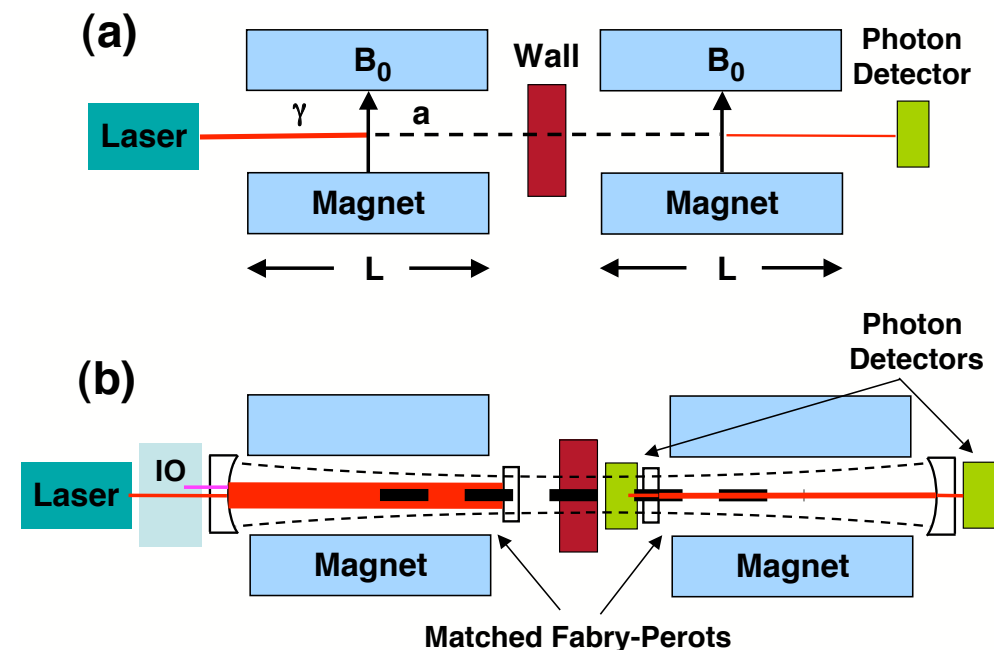 (a)
B0
Wall
B0
Photon
Detector
Laser
γ
a
Magnet
Magnet
L
L
Photon
Detectors
(b)
IO
Laser
Magnet
Magnet
Matched Fabry-Perots